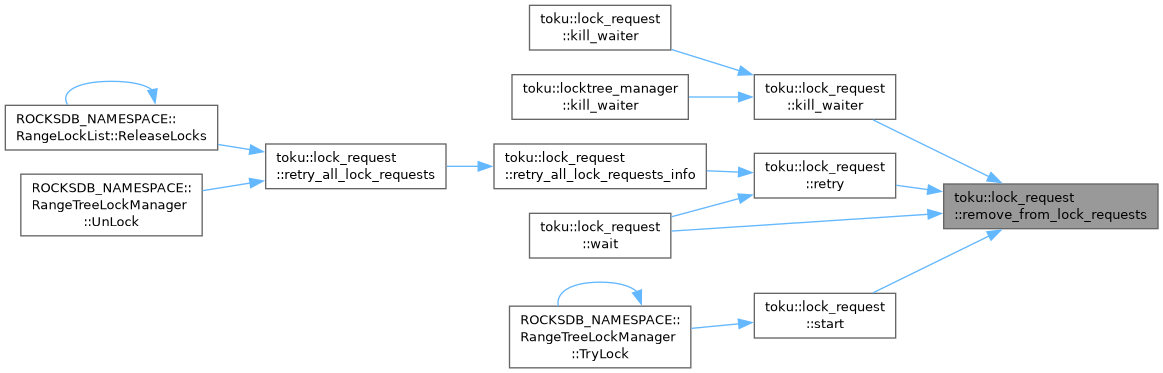 toku::lock_request
::kill_waiter
toku::locktree_manager
::kill_waiter
toku::lock_request
::kill_waiter
ROCKSDB_NAMESPACE::
RangeLockList::ReleaseLocks
toku::lock_request
::retry_all_lock_requests
toku::lock_request
::retry_all_lock_requests_info
toku::lock_request
::retry
ROCKSDB_NAMESPACE::
RangeTreeLockManager
::UnLock
toku::lock_request
::remove_from_lock_requests
toku::lock_request
::wait
toku::lock_request
::start
ROCKSDB_NAMESPACE::
RangeTreeLockManager
::TryLock